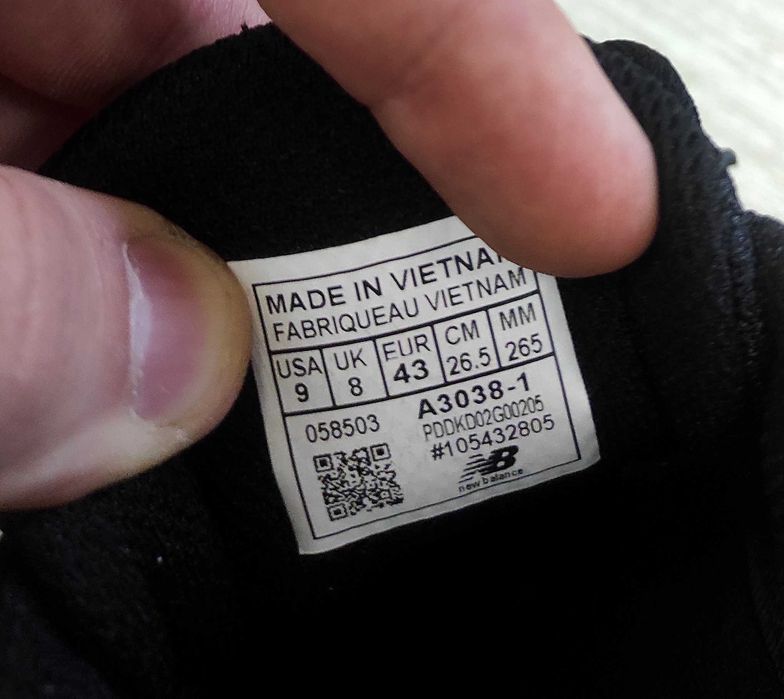 MADE IN VIETNAM
FABRIQUEAU VIETNAM
USA UK EUR CM MM
9 8 43 26.5 265
A3038-1
058503 PDDKD02G00205
#105432805
NB
new balance